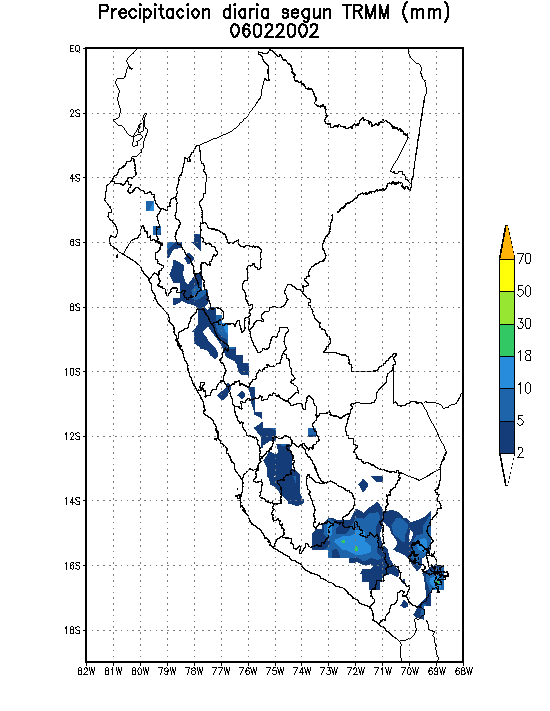 Precipitacion diaria segun TRMM (mm)
06022002
EQ
2S
4S
6S
8S
10S
12S
14S
16S
18S
82W 81W 80W 79W 78W 77W 76W 75W 74W 73W 72W 71W 70W 69W 68W
70
50
30
18
10
5
2